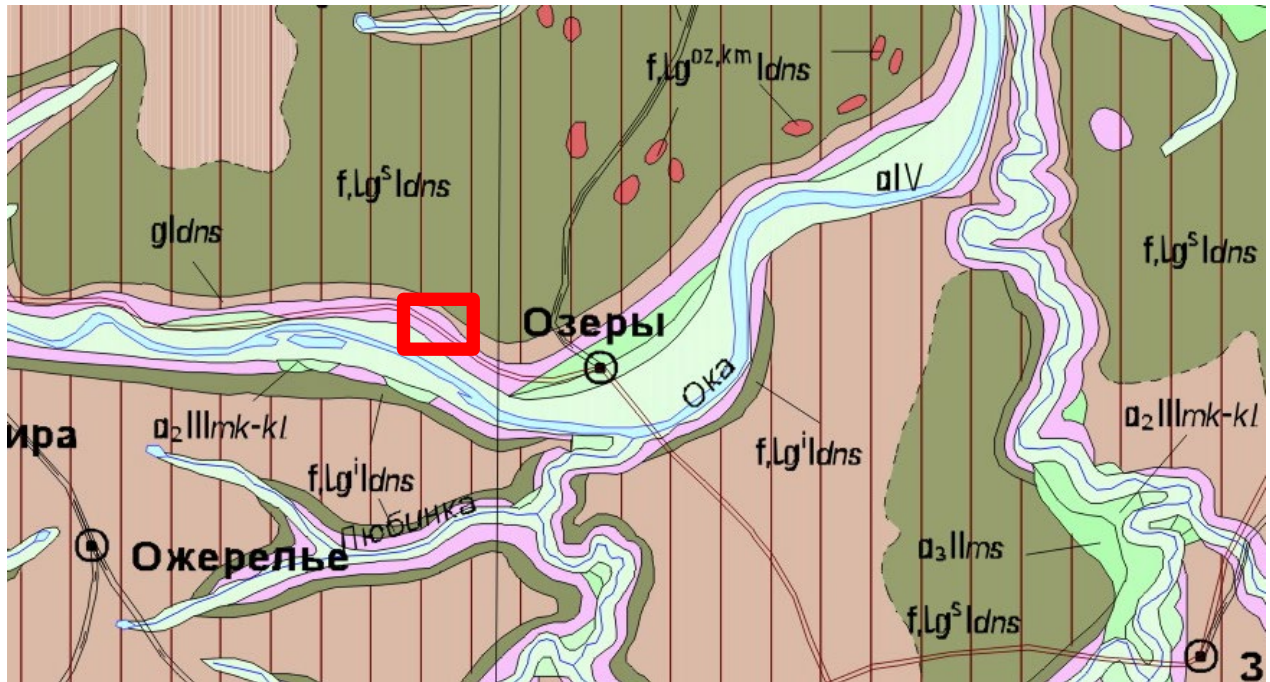 f,lg^oz,km Idns
aIV
f,lg^s Idns
gIdns
f,lg^s Idns
Озеры
Ока
a₂IIImk-kl
ира
a₂IIImk-kl
f,lg^i Idns
f,lg^i Idns
Любинка
Ожерелье
a₃IIms
f,lg^s Idns
З